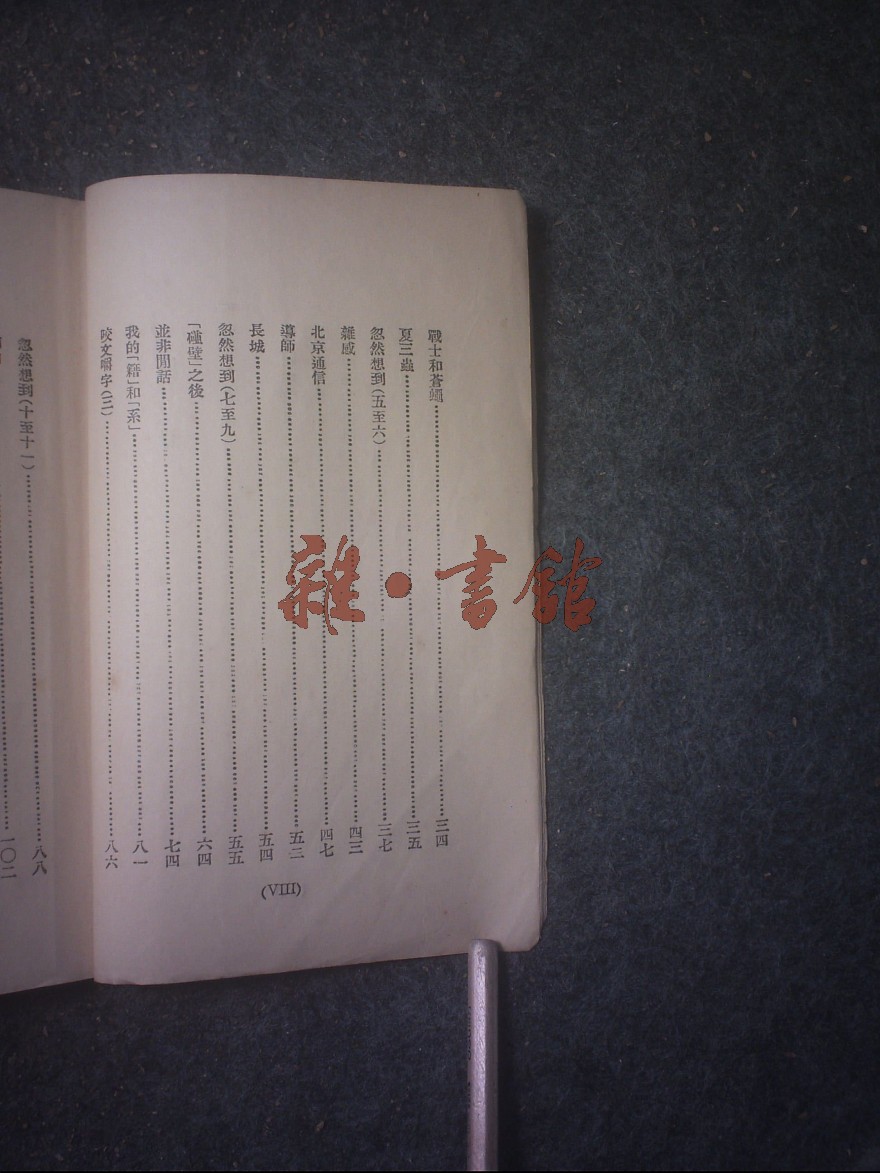 戰士和蒼蠅……三四
夏三蟲……三五
忽然想到(五至六)……三七
雜感……四三
北京通信……四七
導師……五二
長城……五四
忽然想到(七至九)……五五
「碰壁」之後……六四
並非閒話……七四
我的「籍」和「系」……八一
咬文嚼字(三)……八六
(VIII)
忽然想到(十至十一)……八八
一〇二
雜·書館